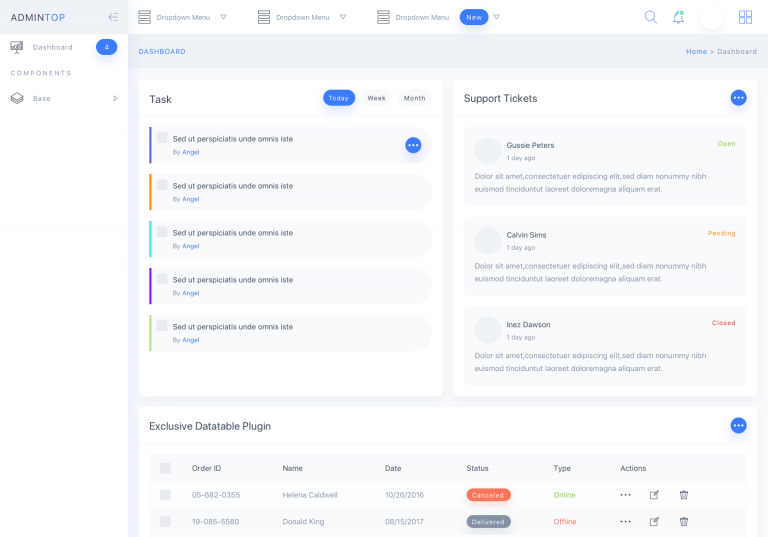 ADMINTOP
Dropdown Menu
Dropdown Menu
Dropdown Menu
New
Dashboard
4
COMPONENTS
Base
DASHBOARD
Home > Dashboard
Task
Today
Week
Month
Sed ut perspiciatis unde omnis iste
By Angel
Sed ut perspiciatis unde omnis iste
By Angel
Sed ut perspiciatis unde omnis iste
By Angel
Sed ut perspiciatis unde omnis iste
By Angel
Sed ut perspiciatis unde omnis iste
By Angel
Support Tickets
Gussie Peters
Open
1 day ago
Dolor sit amet,consectetuer edipiscing elit,sed diam nonummy nibh
euismod tinciduntut laoreet doloremagna aliquam erat.
Calvin Sims
Pending
1 day ago
Dolor sit amet,consectetuer edipiscing elit,sed diam nonummy nibh
euismod tinciduntut laoreet doloremagna aliquam erat.
Inez Dawson
Closed
1 day ago
Dolor sit amet,consectetuer edipiscing elit,sed diam nonummy nibh
euismod tinciduntut laoreet doloremagna aliquam erat.
Exclusive Datatable Plugin
Order ID Name Date Status Type Actions
05-682-0355 Helena Caldwell 10/26/2016 Canceled Online
19-085-5580 Donald King 08/15/2017 Delivered Offline